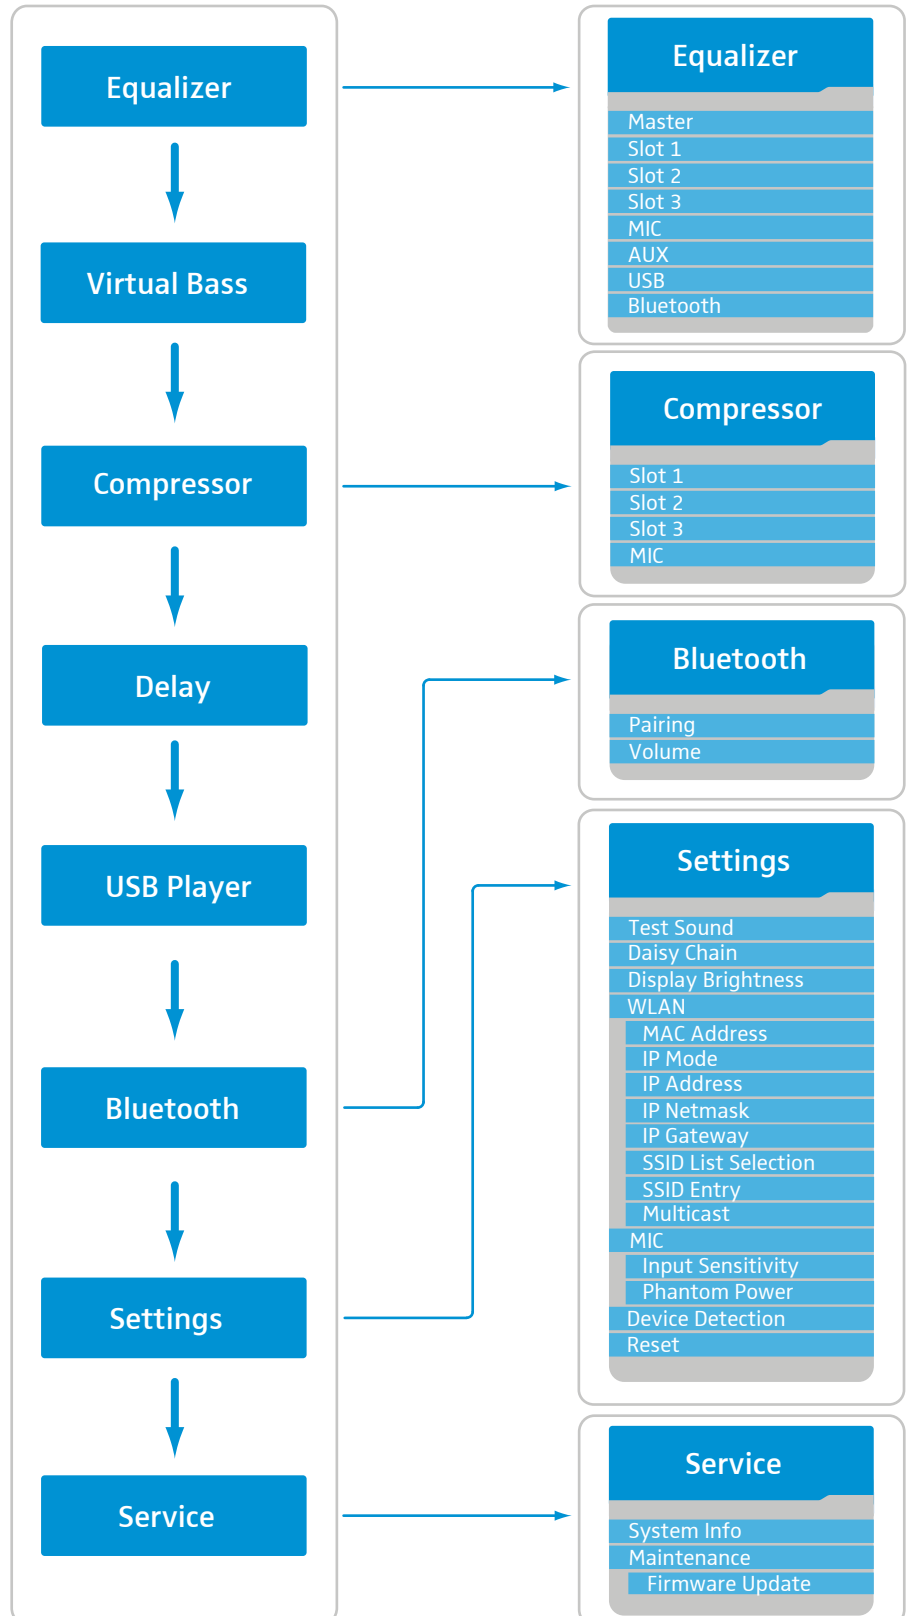 Equalizer
Virtual Bass
Compressor
Delay
USB Player
Bluetooth
Settings
Service
Equalizer
Master
Slot 1
Slot 2
Slot 3
MIC
AUX
USB
Bluetooth
Compressor
Slot 1
Slot 2
Slot 3
MIC
Bluetooth
Pairing
Volume
Settings
Test Sound
Daisy Chain
Display Brightness
WLAN
MAC Address
IP Mode
IP Address
IP Netmask
IP Gateway
SSID List Selection
SSID Entry
Multicast
MIC
Input Sensitivity
Phantom Power
Device Detection
Reset
Service
System Info
Maintenance
Firmware Update